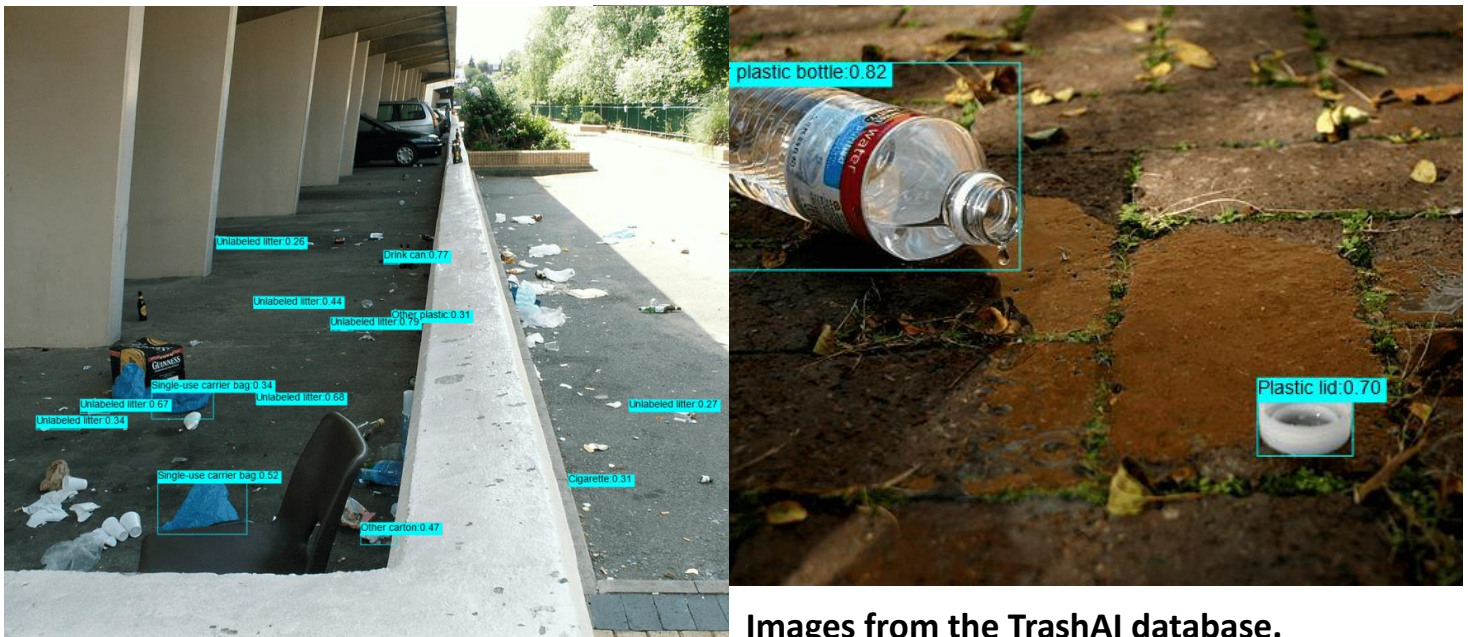 Unlabeled litter:0.26
Drink can:0.77
Unlabeled litter:0.44
Other plastic:0.31
Unlabeled litter:0.79
GUINNESS
Single-use carrier bag:0.34
Unlabeled litter:0.68
Unlabeled litter:0.67
Unlabeled litter:0.27
Unlabeled litter:0.34
Single-use carrier bag:0.52
Cigarette:0.31
Other carton:0.47
plastic bottle:0.82
water
Plastic lid:0.70
Images from the TrashAI database.